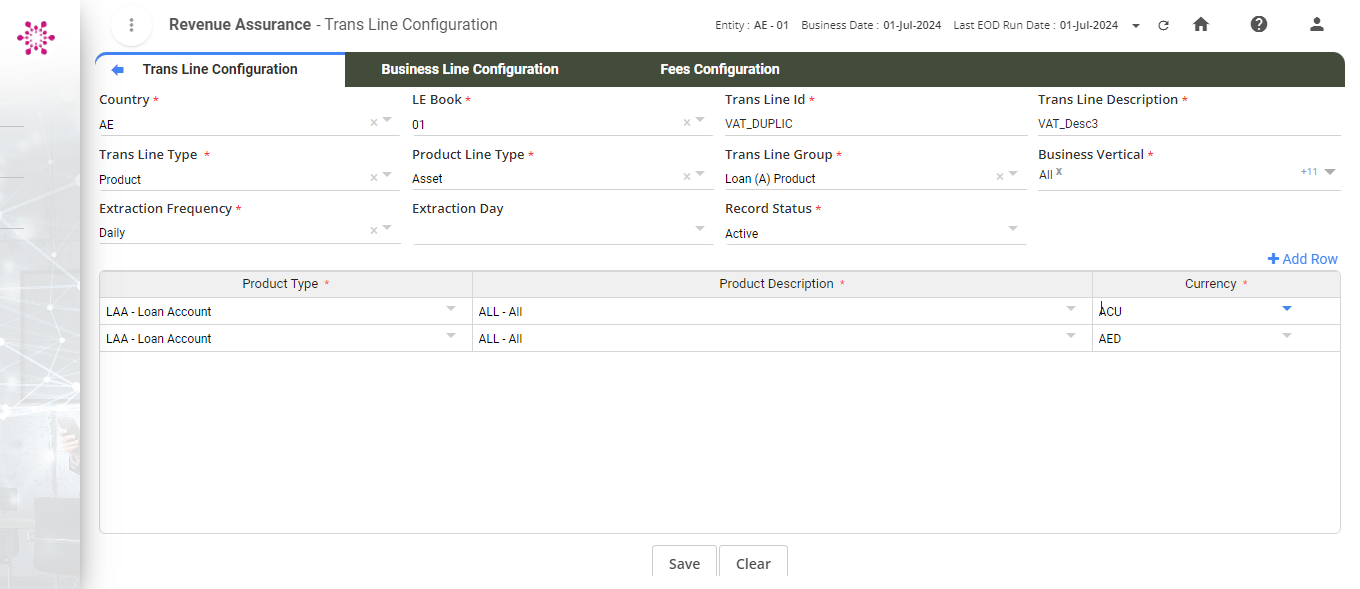 Revenue Assurance - Trans Line Configuration
Entity : AE - 01 Business Date : 01-Jul-2024 Last EOD Run Date : 01-Jul-2024
Trans Line Configuration Business Line Configuration Fees Configuration
Country * LE Book * Trans Line Id * Trans Line Description *
AE × 01 × VAT_DUPLIC VAT_Desc3
Trans Line Type * Product Line Type * Trans Line Group * Business Vertical *
Product × Asset × Loan (A) Product × All x +11
Extraction Frequency * Extraction Day Record Status *
Daily × Active
+ Add Row
Product Type * Product Description * Currency *
LAA - Loan Account ALL - All ACU
LAA - Loan Account ALL - All AED
Save Clear